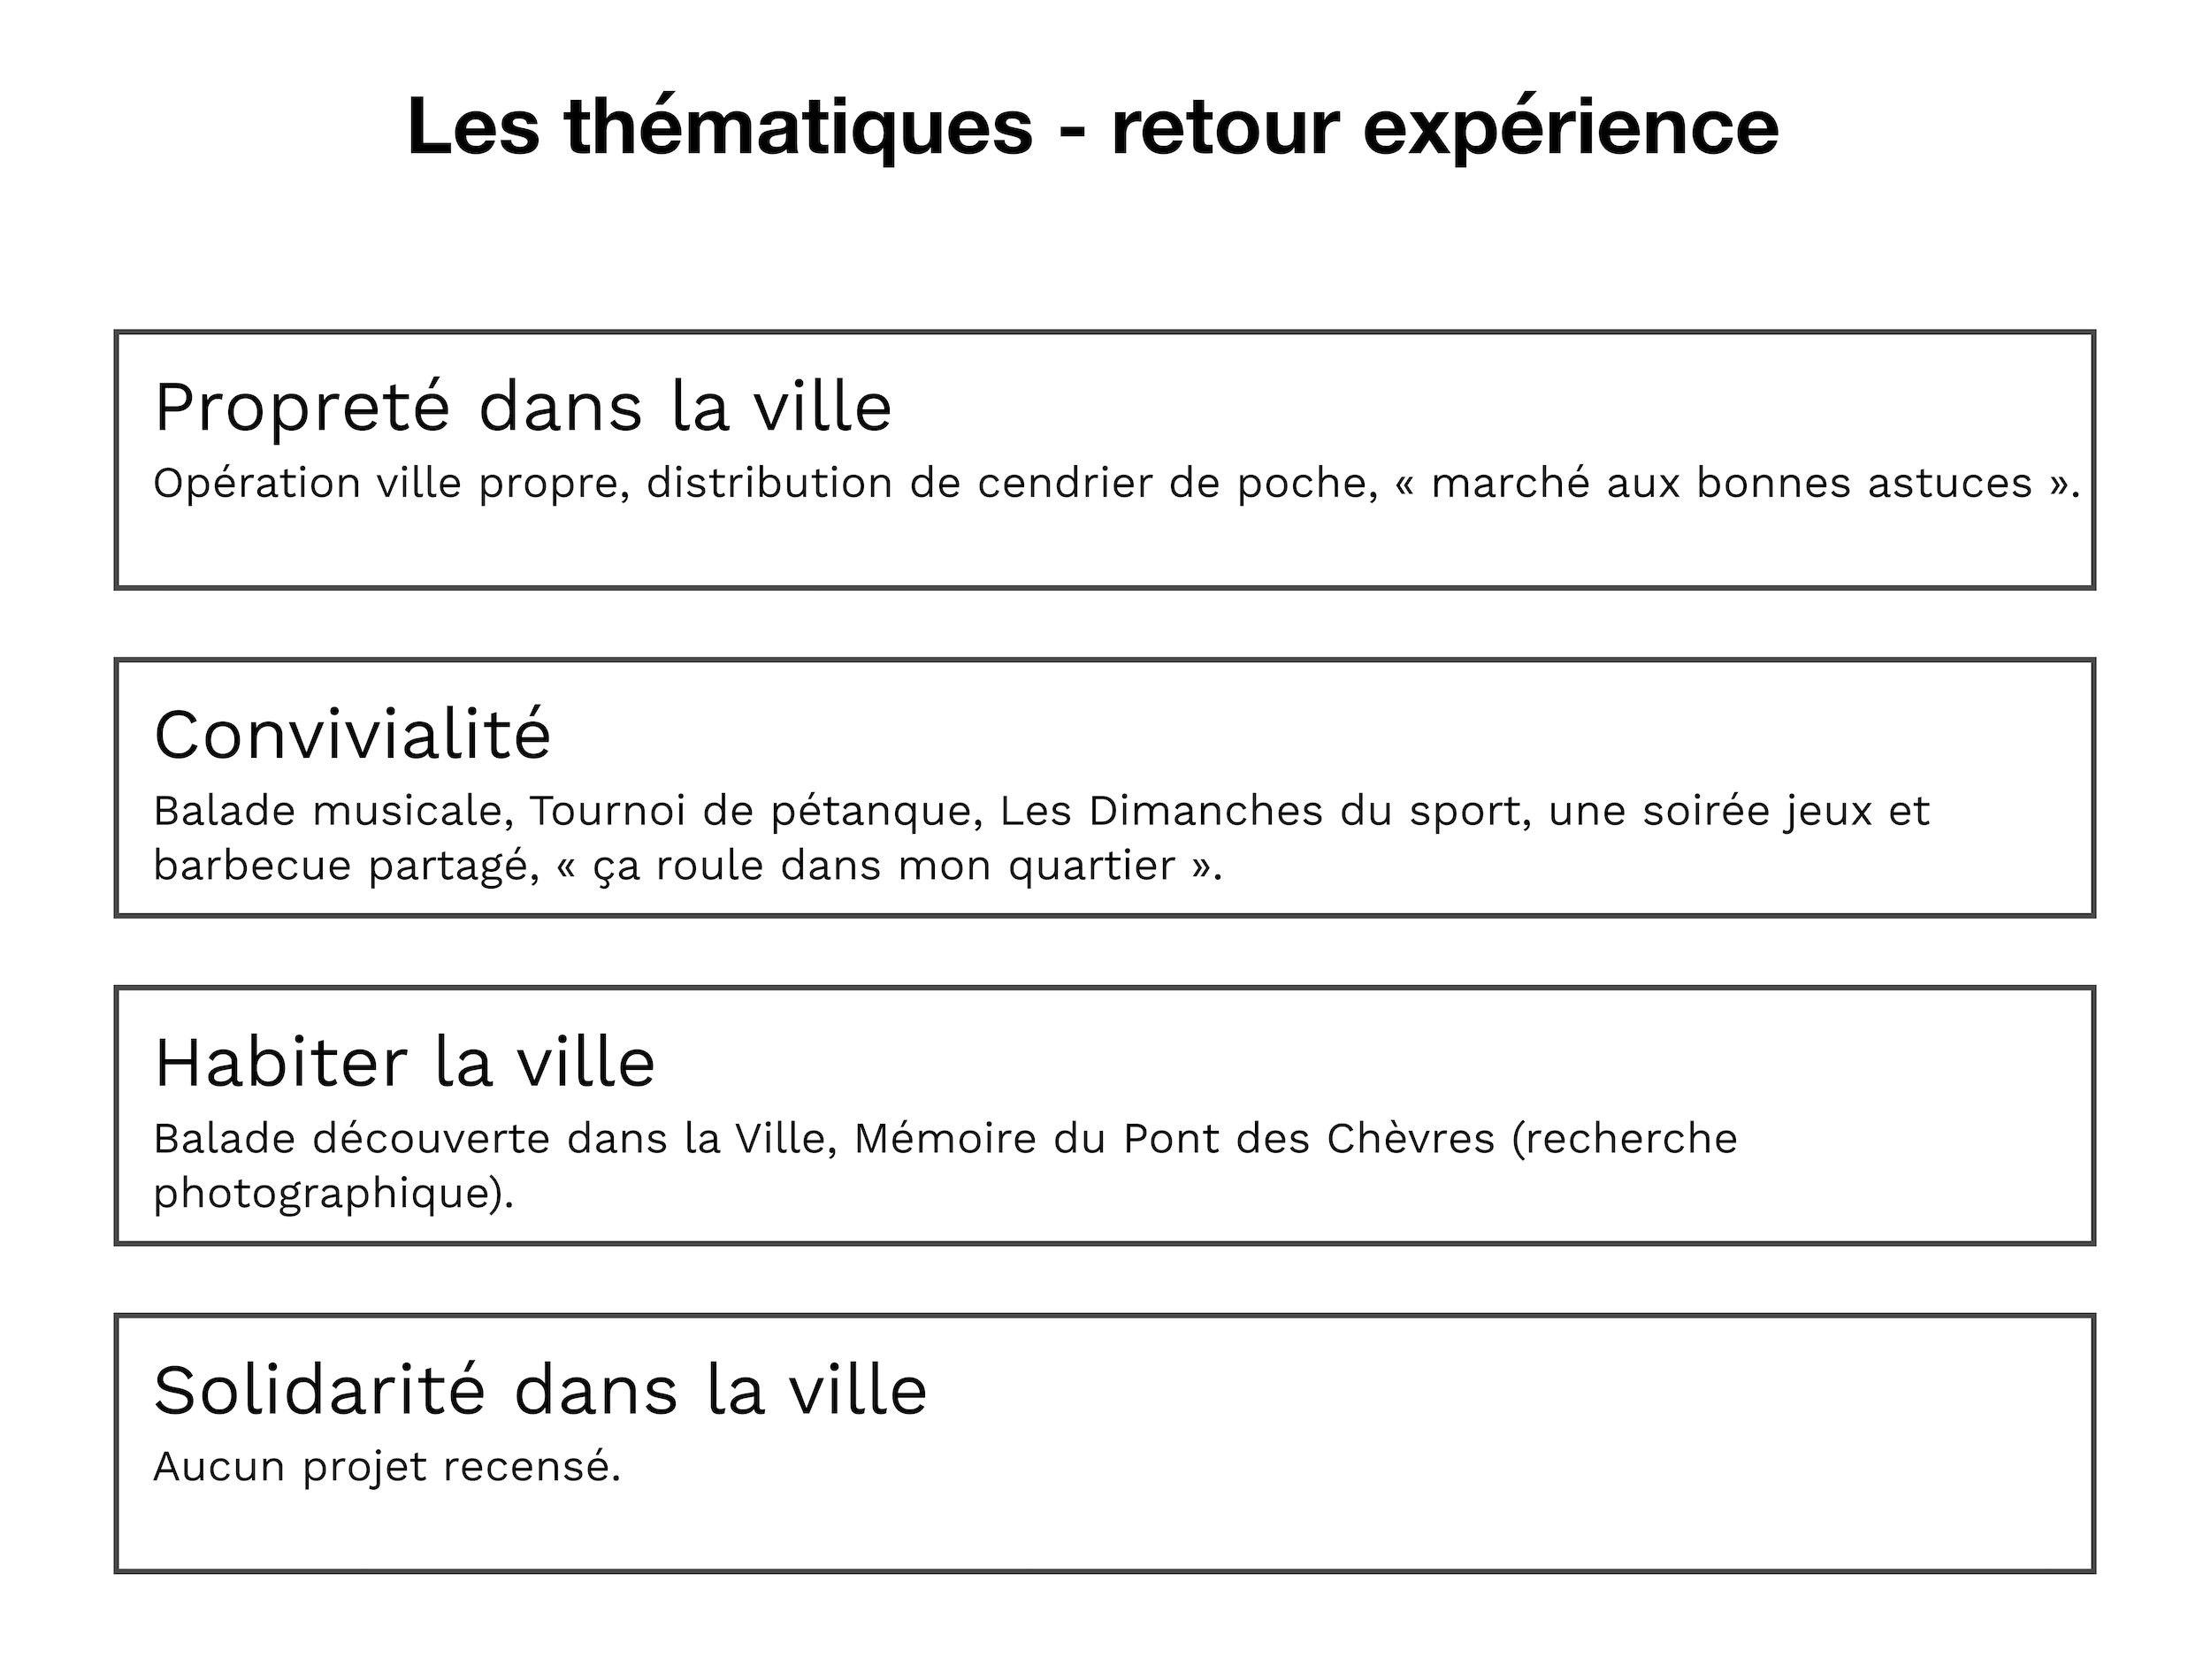 Les thématiques - retour expérience
Propreté dans la ville
Opération ville propre, distribution de cendrier de poche, « marché aux bonnes astuces ».
Convivialité
Balade musicale, Tournoi de pétanque, Les Dimanches du sport, une soirée jeux et
barbecue partagé, « ça roule dans mon quartier ».
Habiter la ville
Balade découverte dans la Ville, Mémoire du Pont des Chèvres (recherche
photographique).
Solidarité dans la ville
Aucun projet recensé.